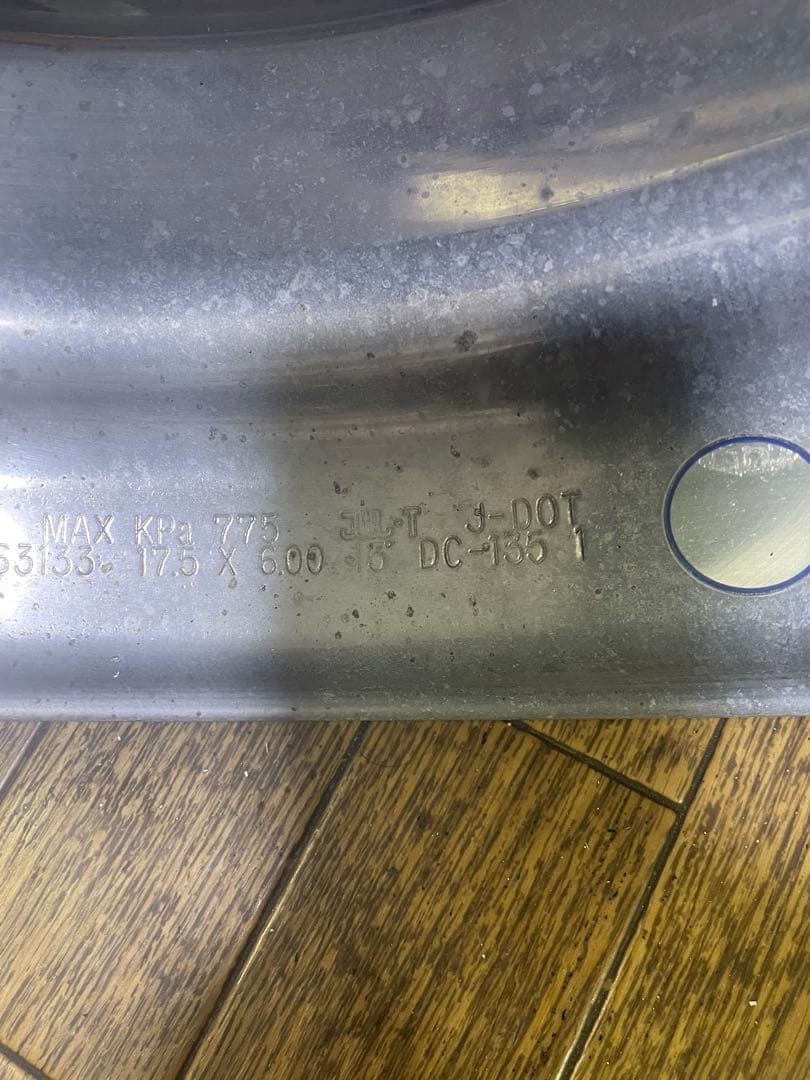 MAX KPa 775 JWL·T J-DOT
63133 17.5 X 6.00 15° DC-135 1